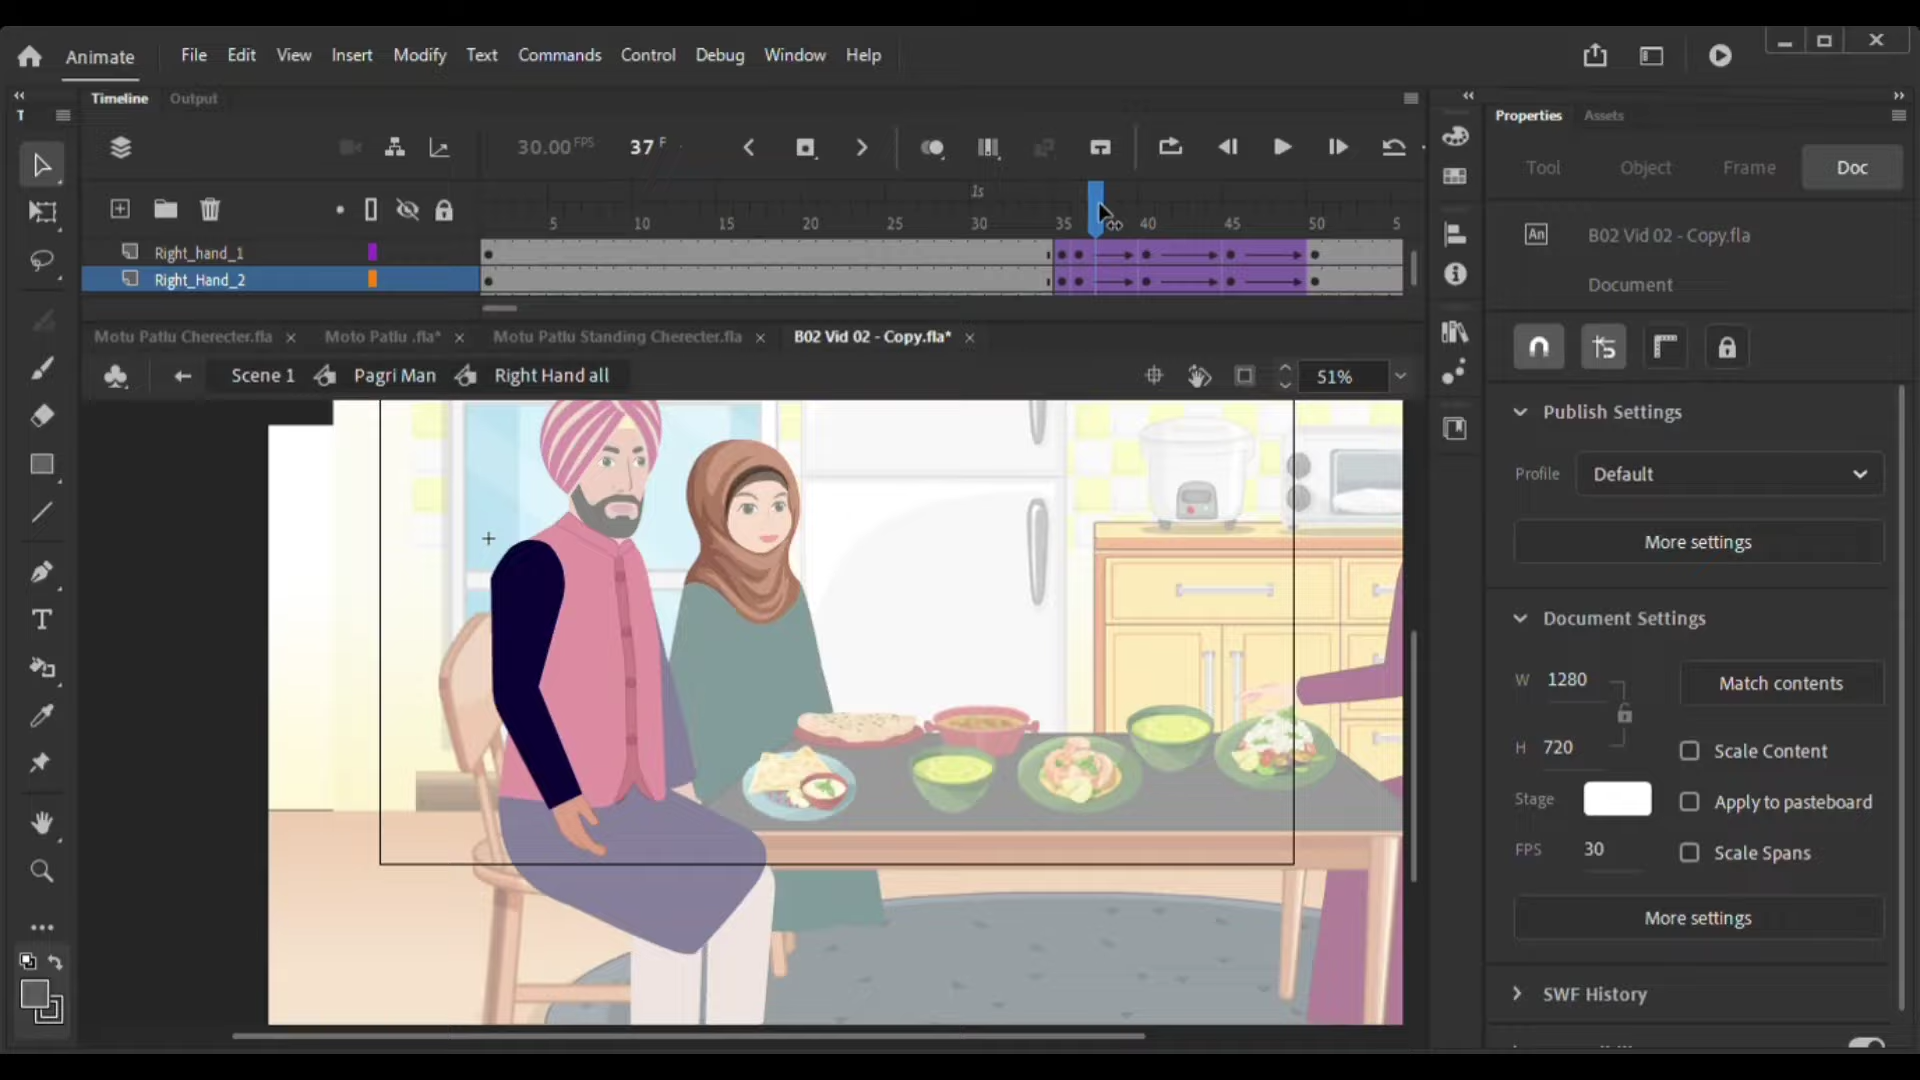 Animate File Edit View Insert Modify Text Commands Control Debug Window Help
Timeline Output
T
Properties Assets
30.00 FPS 37 F
Tool Object Frame Doc
1s
5 10 15 20 25 30 35 40 45 50 5
Right_hand_1
Right_Hand_2
An B02 Vid 02 - Copy.fla
Document
Motu Patlu Cherecter.fla Moto Patlu .fla* Motu Patlu Standing Cherecter.fla B02 Vid 02 - Copy.fla*
Scene 1 Pagri Man Right Hand all 51%
Publish Settings
Profile Default
More settings
Document Settings
W 1280 Match contents
H 720 Scale Content
Stage Apply to pasteboard
FPS 30 Scale Spans
More settings
SWF History
T